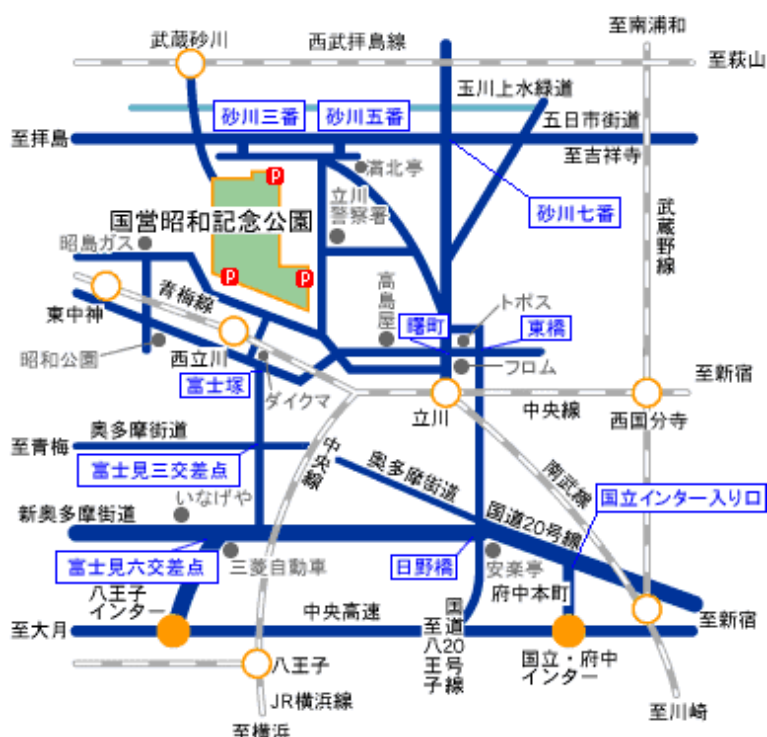 至南浦和
武蔵砂川
西武拝島線
至萩山
玉川上水緑道
砂川三番
砂川五番
五日市街道
至拝島
至吉祥寺
満北亭
立川
警察署
砂川七番
国営昭和記念公園
武蔵野線
昭島ガス
P
P
P
青梅線
高島屋
トポス
東中神
曙町
東橋
昭和公園
西立川
富士塚
ダイクマ
フロム
至新宿
立川
中央線
西国分寺
奥多摩街道
至青梅
中央線
富士見三交差点
奥多摩街道
南武線
いなげや
国立インター入り口
新奥多摩街道
国道20号線
富士見六交差点
三菱自動車
日野橋
安楽亭
八王子
インター
府中本町
至大月
中央高速
国道20号線
至八王子
至新宿
国立・府中
インター
八王子
JR横浜線
至川崎
至横浜